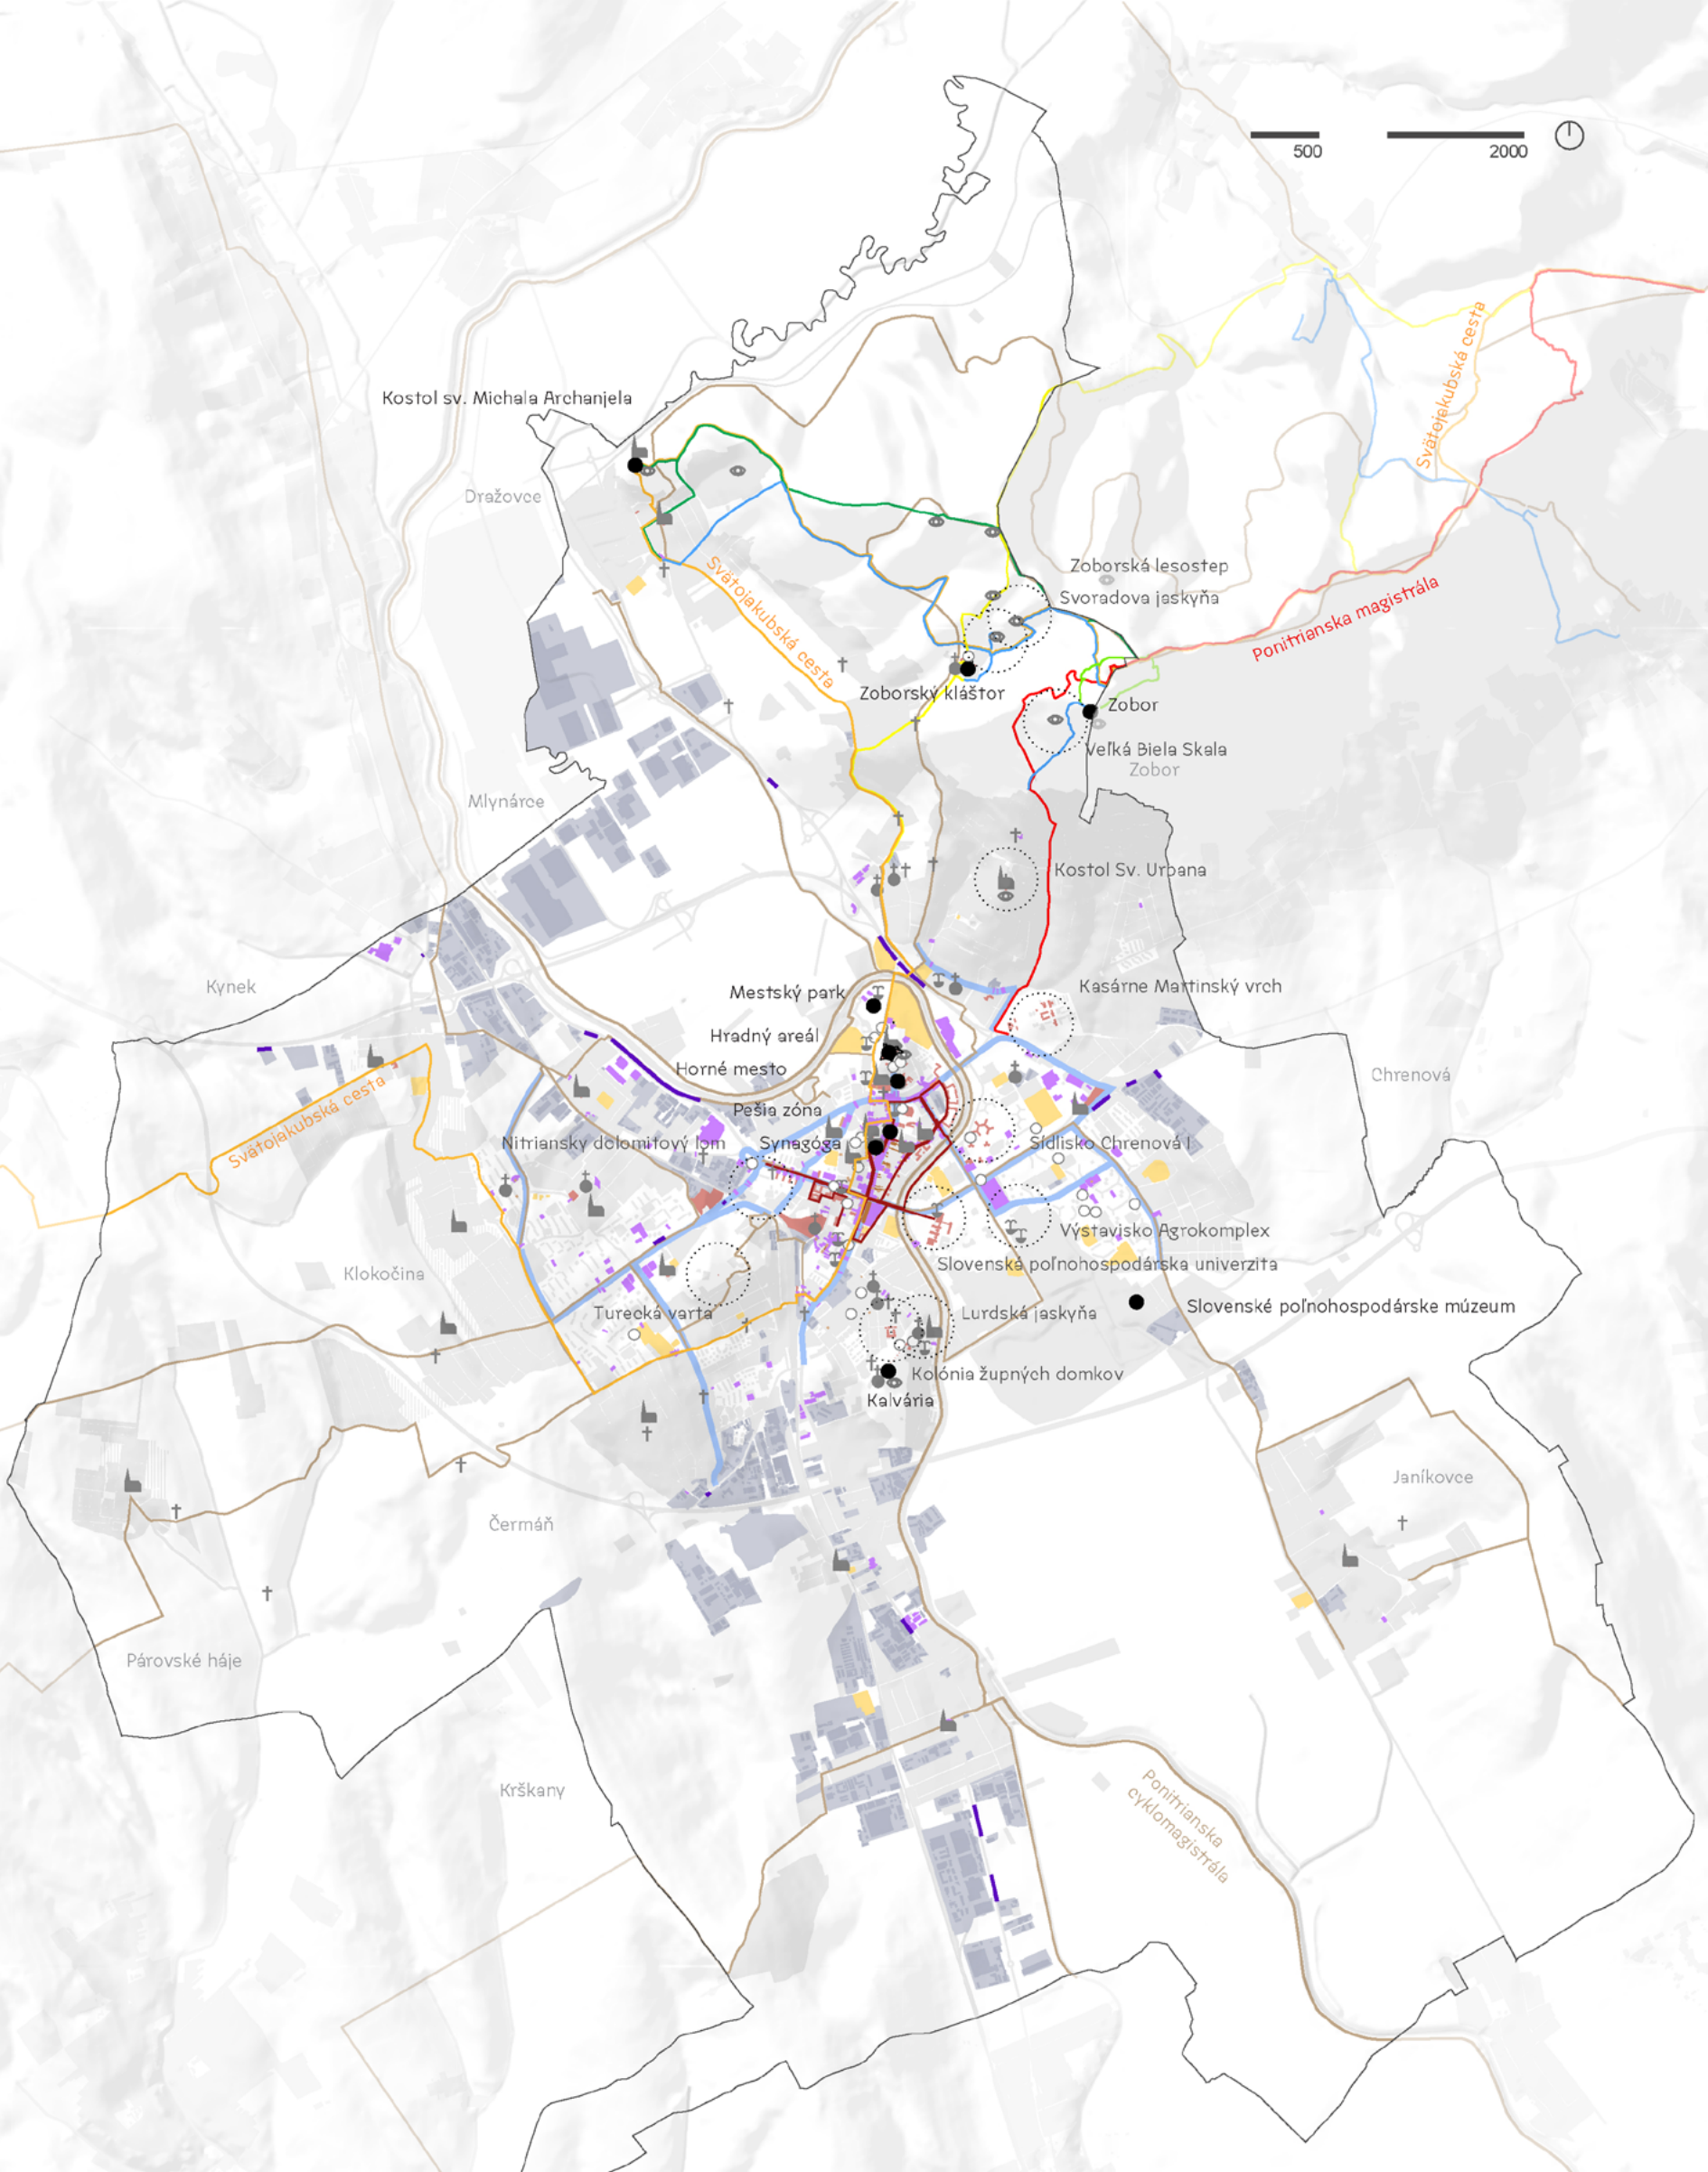 500
2000
Svätojakubská cesta
Kostol sv. Michala Archanjela
Dražovce
Svätojakubská cesta
Zoborská lesostep
Svoradova jaskyňa
Ponitrianska magistrála
Zoborský kláštor
Zobor
Veľká Biela Skala
Zobor
Mlynárce
Kostol Sv. Urbana
Kynek
Mestský park
Kasárne Martinský vrch
Hradný areál
Horné mesto
Chrenová
Svätojakubská cesta
Pešia zóna
Nitriansky dolomitový lom
Synagóga
Sídlisko Chrenová I.
Výstavisko Agrokomplex
Slovenská poľnohospodárska univerzita
Klokočina
Turecká varta
Lurdská jaskyňa
Slovenské poľnohospodárske múzeum
Kolónia župných domkov
Kalvária
Janíkovce
Čermáň
Párovské háje
Krškany
Ponitrianska
cyklomagistrála